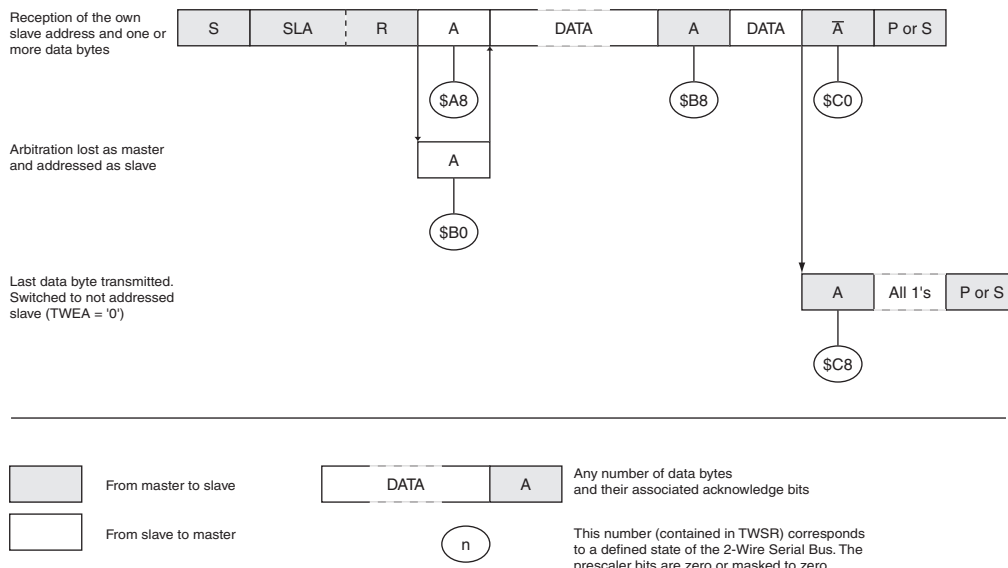 Reception of the own
slave address and one or
more data bytes
S SLA R A DATA A DATA A̅ P or S
$A8 $B8 $C0
Arbitration lost as master
and addressed as slave
A
$B0
Last data byte transmitted.
Switched to not addressed
slave (TWEA = '0')
A All 1's P or S
$C8
From master to slave
DATA A
Any number of data bytes
and their associated acknowledge bits
From slave to master
n
This number (contained in TWSR) corresponds
to a defined state of the 2-Wire Serial Bus. The
prescaler bits are zero or masked to zero